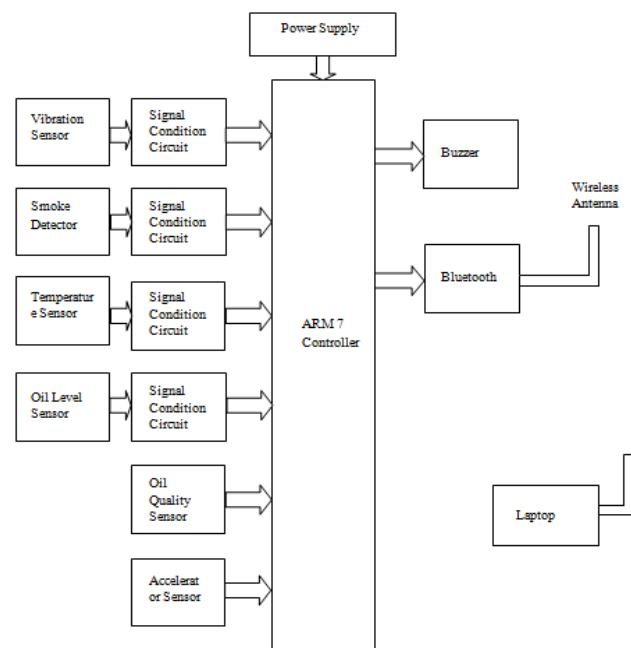 Power Supply
Vibration
Sensor
Signal
Condition
Circuit
Buzzer
Smoke
Detector
Signal
Condition
Circuit
Wireless
Antenna
Temperatur
e Sensor
Signal
Condition
Circuit
Bluetooth
ARM 7
Controller
Oil Level
Sensor
Signal
Condition
Circuit
Oil
Quality
Sensor
Laptop
Accelerat
or Sensor